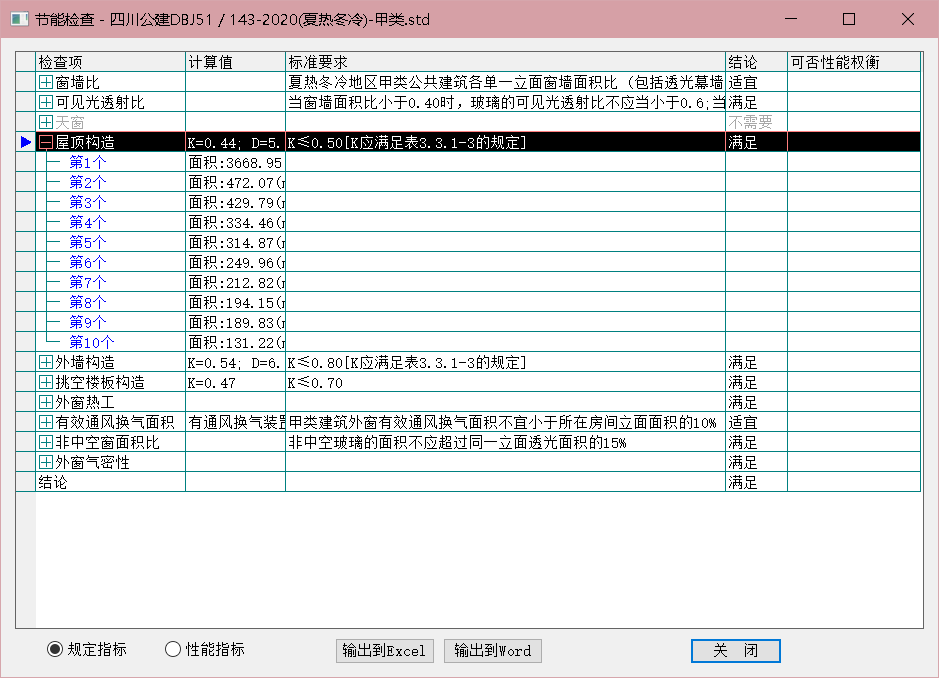 节能检查 - 四川公建DBJ51 / 143-2020(夏热冬冷)-甲类.std
检查项 计算值 标准要求 结论 可否性能权衡
窗墙比 夏热冬冷地区甲类公共建筑各单一立面窗墙面积比（包括透光幕墙 适宜
可见光透射比 当窗墙面积比小于0.40时，玻璃的可见光透射比不应当小于0.6;当 满足
天窗 不需要
屋顶构造 K=0.44; D=5. K≤0.50[K应满足表3.3.1-3的规定] 满足
第1个 面积:3668.95
第2个 面积:472.07(
第3个 面积:429.79(
第4个 面积:334.46(
第5个 面积:314.87(
第6个 面积:249.96(
第7个 面积:212.82(
第8个 面积:194.15(
第9个 面积:189.83(
第10个 面积:131.22(
外墙构造 K=0.54; D=6. K≤0.80[K应满足表3.3.1-3的规定] 满足
挑空楼板构造 K=0.47 K≤0.70 满足
外窗热工 满足
有效通风换气面积 有通风换气装置 甲类建筑外窗有效通风换气面积不宜小于所在房间立面面积的10% 适宜
非中空窗面积比 非中空玻璃的面积不应超过同一立面透光面积的15% 满足
外窗气密性 满足
结论 满足
规定指标 性能指标 输出到Excel 输出到Word 关 闭